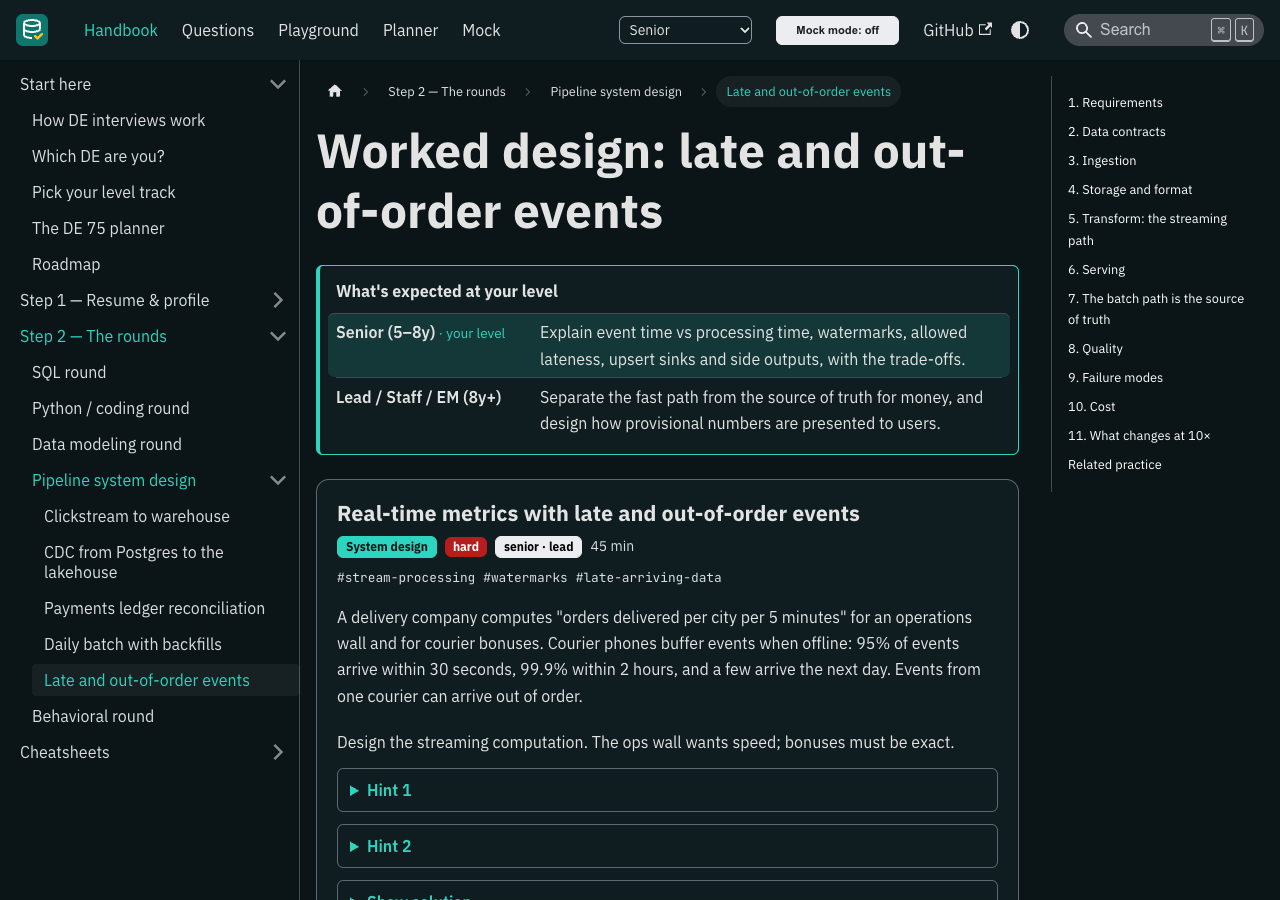 Handbook
Questions
Playground
Planner
Mock
Senior
Mock mode: off
GitHub
Search
⌘
K
Start here
How DE interviews work
Which DE are you?
Pick your level track
The DE 75 planner
Roadmap
Step 1 — Resume & profile
Step 2 — The rounds
SQL round
Python / coding round
Data modeling round
Pipeline system design
Clickstream to warehouse
CDC from Postgres to the
lakehouse
Payments ledger reconciliation
Daily batch with backfills
Late and out-of-order events
Behavioral round
Cheatsheets
Step 2 — The rounds
Pipeline system design
Late and out-of-order events
Worked design: late and out-
of-order events
What's expected at your level
Senior (5–8y) · your level
Explain event time vs processing time, watermarks, allowed
lateness, upsert sinks and side outputs, with the trade-offs.
Lead / Staff / EM (8y+)
Separate the fast path from the source of truth for money, and
design how provisional numbers are presented to users.
Real-time metrics with late and out-of-order events
System design
hard
senior · lead
45 min
#stream-processing #watermarks #late-arriving-data
A delivery company computes "orders delivered per city per 5 minutes" for an operations
wall and for courier bonuses. Courier phones buffer events when offline: 95% of events
arrive within 30 seconds, 99.9% within 2 hours, and a few arrive the next day. Events from
one courier can arrive out of order.
Design the streaming computation. The ops wall wants speed; bonuses must be exact.
Hint 1
Hint 2
Show solution
1. Requirements
2. Data contracts
3. Ingestion
4. Storage and format
5. Transform: the streaming
path
6. Serving
7. The batch path is the source
of truth
8. Quality
9. Failure modes
10. Cost
11. What changes at 10×
Related practice